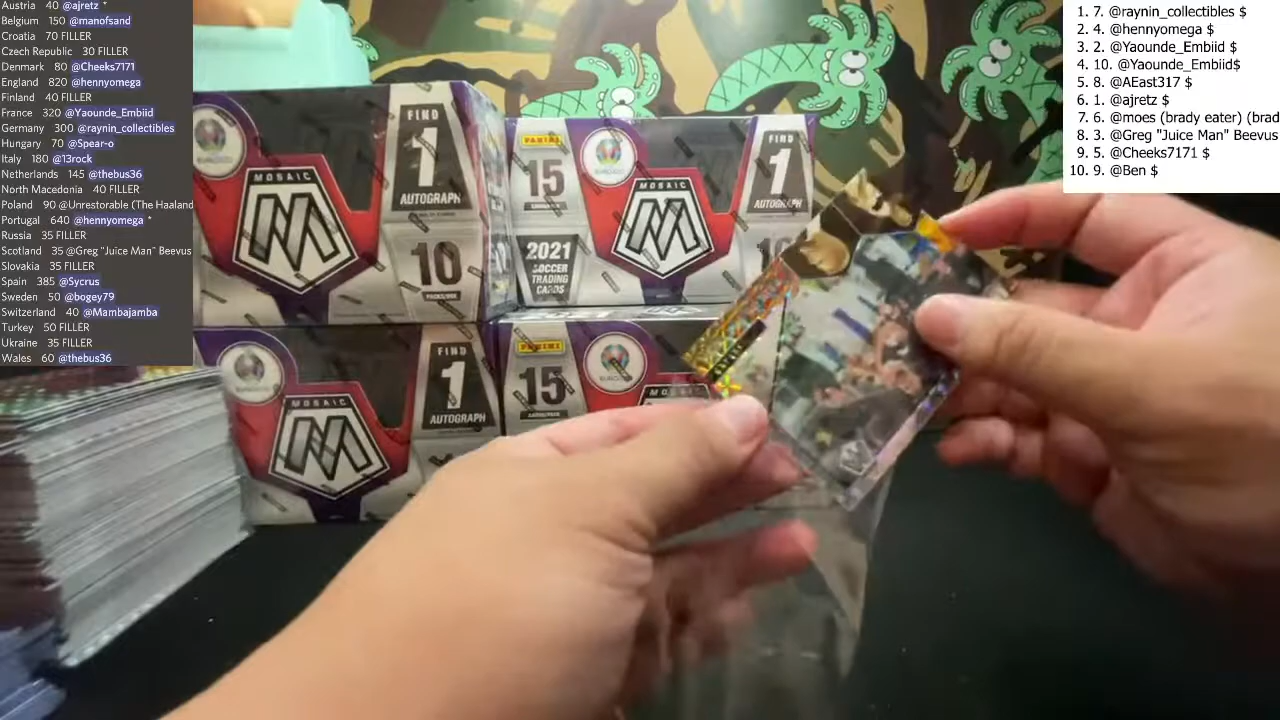 Austria 40 @ajretz *
Belgium 150 @manofsand
Croatia 70 FILLER
Czech Republic 30 FILLER
Denmark 80 @Cheeks7171
England 820 @hennyomega
Finland 40 FILLER
France 320 @Yaounde_Embiid
Germany 300 @raynin_collectibles
Hungary 70 @Spear-o
Italy 180 @13rock
Netherlands 145 @thebus36
North Macedonia 40 FILLER
Poland 90 @Unrestorable (The Haaland
Portugal 640 @hennyomega *
Russia 35 FILLER
Scotland 35 @Greg "Juice Man" Beevus
Slovakia 35 FILLER
Spain 385 @Sycrus
Sweden 50 @bogey79
Switzerland 40 @Mambajamba
Turkey 50 FILLER
Ukraine 35 FILLER
Wales 60 @thebus36
1. 7. @raynin_collectibles $
2. 4. @hennyomega $
3. 2. @Yaounde_Embiid $
4. 10. @Yaounde_Embiid$
5. 8. @AEast317 $
6. 1. @ajretz $
7. 6. @moes (brady eater) (brad
8. 3. @Greg "Juice Man" Beevus
9. 5. @Cheeks7171 $
10. 9. @Ben $
MOSAIC
FIND
1
AUTOGRAPH
10
PACKS/BOX
PANINI
15
2021
SOCCER
TRADING
CARDS
MOSAIC
FIND
1
AUTOGRAPH
10
MOSAIC
FIND
1
AUTOGRAPH
PANINI
15
MOSAIC